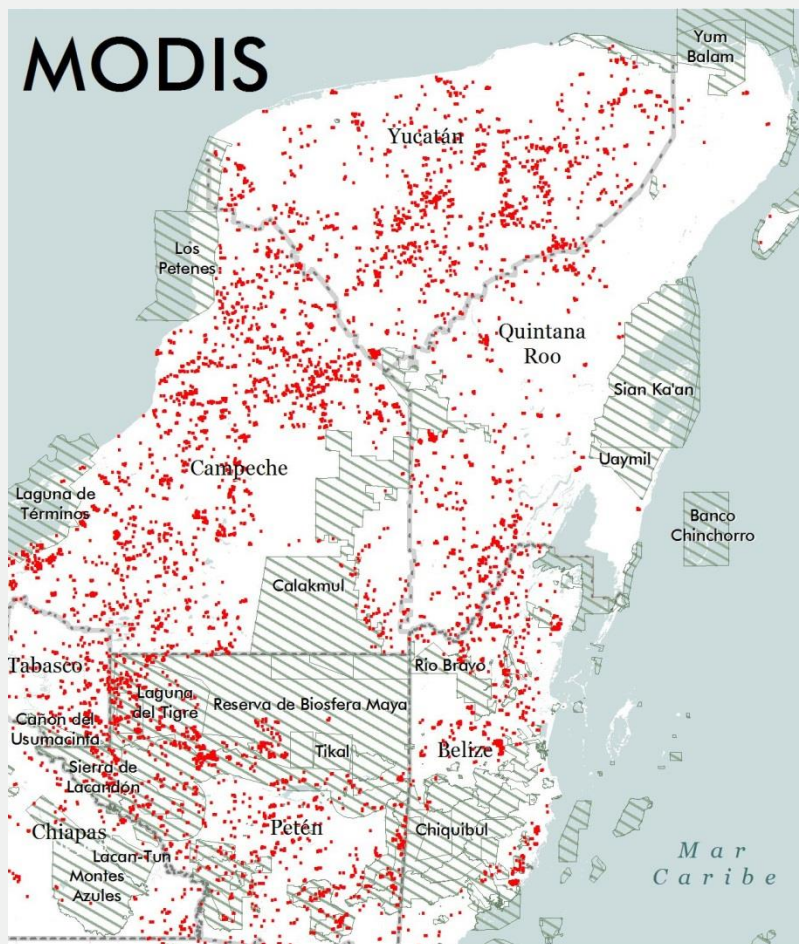 MODIS
Yum
Balam
Yucatán
Los
Petenes
Quintana
Roo
Sian Ka'an
Campeche
Uaymil
Laguna de
Términos
Banco
Chinchorro
Calakmul
Tabasco
Rio Bravo
Laguna
del Tigre
Reserva de Biosfera Maya
Cañon del
Usumacinta
Tikal
Belize
Sierra de
Lacandón
Chiapas
Petén
Chiquibul
Lacan-Tun
Montes
Azules
Mar
Caribe